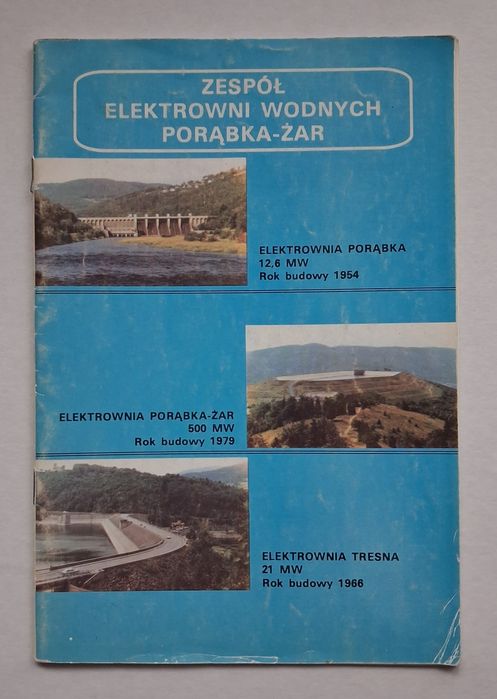 ZESPÓŁ
ELEKTROWNI WODNYCH
PORĄBKA-ŻAR
ELEKTROWNIA PORĄBKA
12,6 MW
Rok budowy 1954
ELEKTROWNIA PORĄBKA-ŻAR
500 MW
Rok budowy 1979
ELEKTROWNIA TRESNA
21 MW
Rok budowy 1966